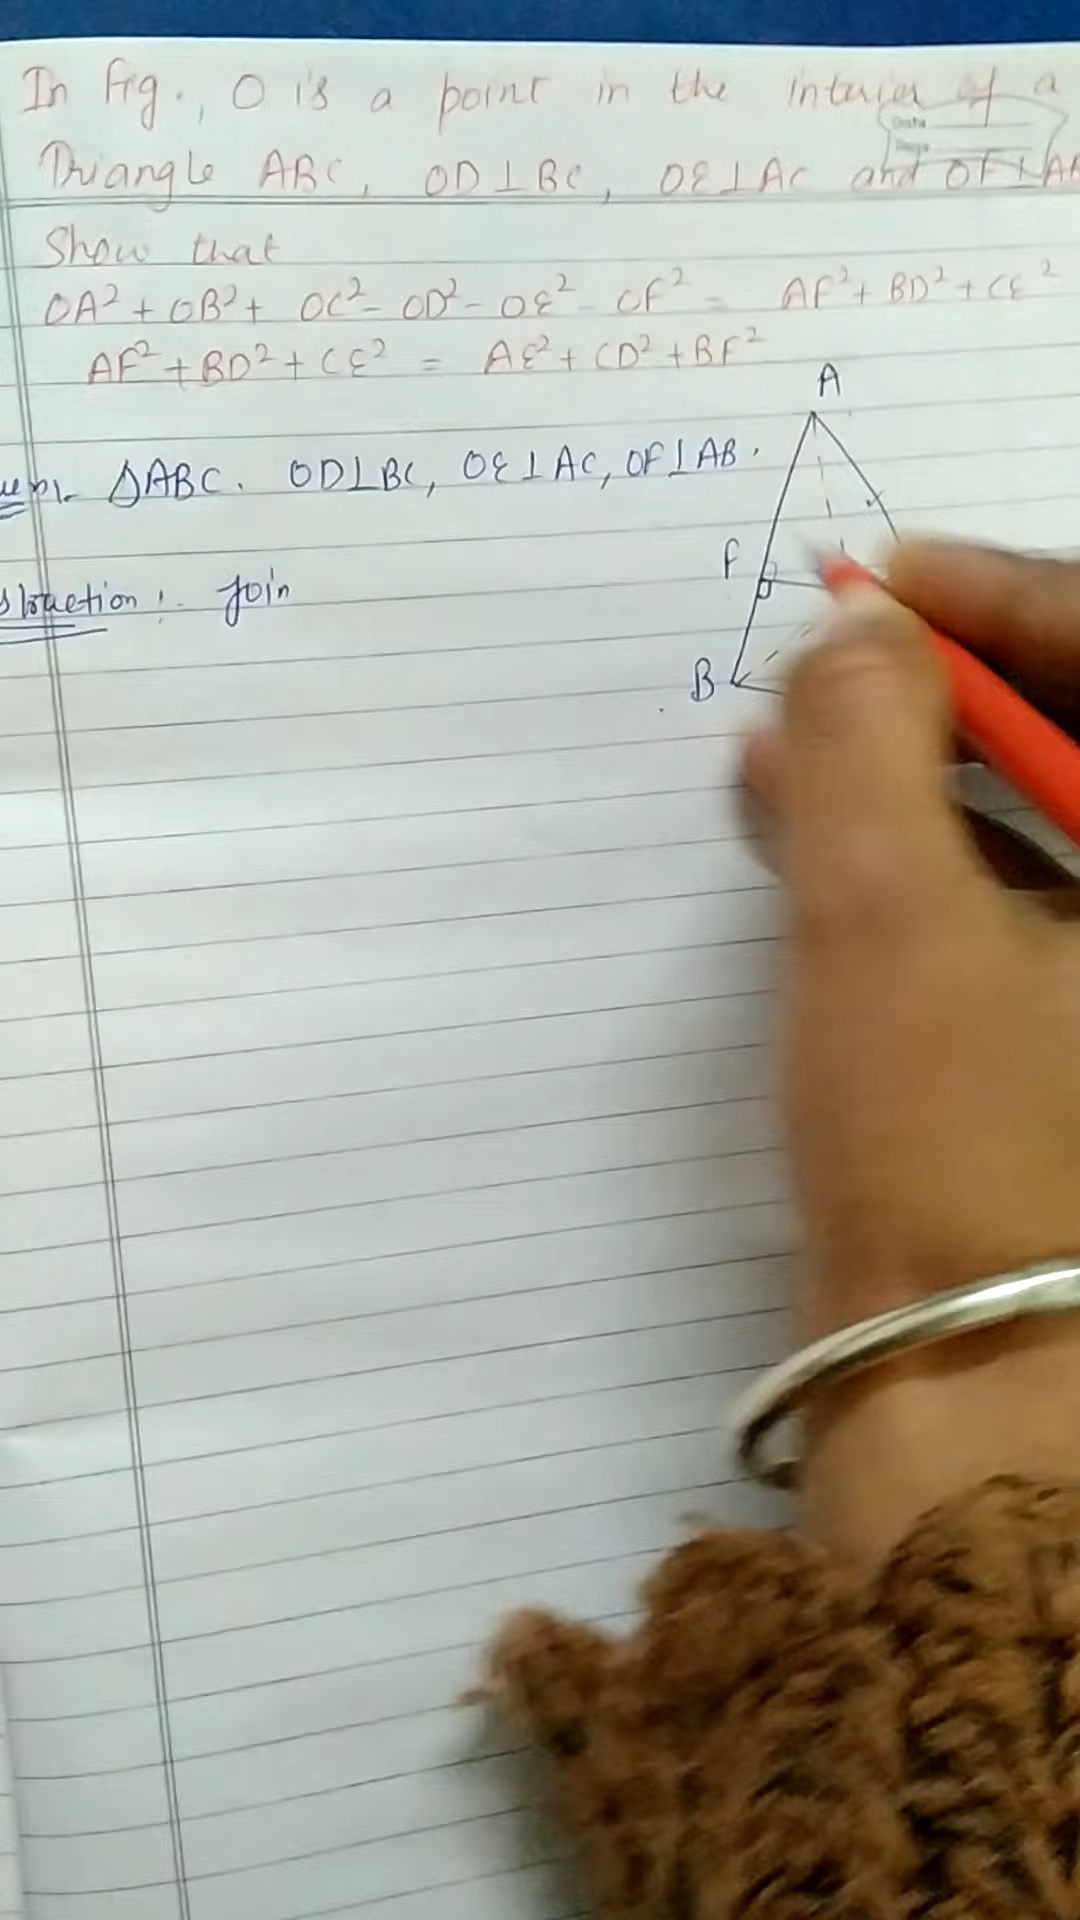 In fig., O is a point in the interior of a
Triangle ABC, OD⊥BC, OE⊥AC and OF⊥AB
Show that
OA²+OB²+ OC²-OD²-OE²-OF² = AF²+BD²+CE²
AF²+BD²+CE² = AE²+CD²+BF²
A
△ABC. OD⊥BC, OE⊥AC, OF⊥AB.
F
struction: Join
B